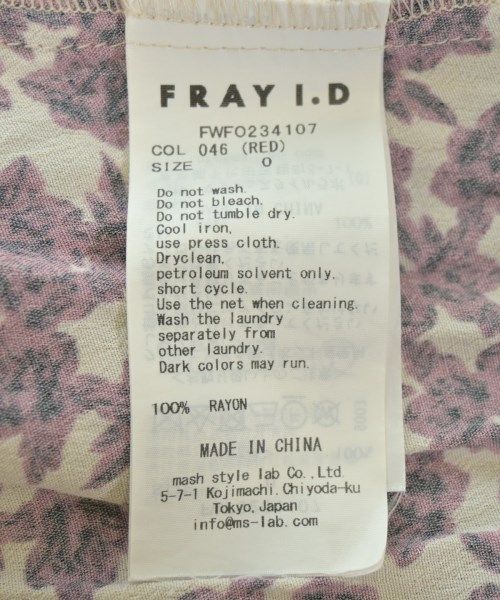 FRAY I.D
FWFO234107
COL 046 (RED)
SIZE 0
Do not wash.
Do not bleach.
Do not tumble dry.
Cool iron,
use press cloth.
Dryclean,
petroleum solvent only.
short cycle.
Use the net when cleaning.
Wash the laundry
separately from
other laundry.
Dark colors may run.
100% RAYON
MADE IN CHINA
mash style lab Co.,Ltd.
5-7-1 Kojimachi.Chiyoda-ku
Tokyo,Japan
info@ms-lab.com